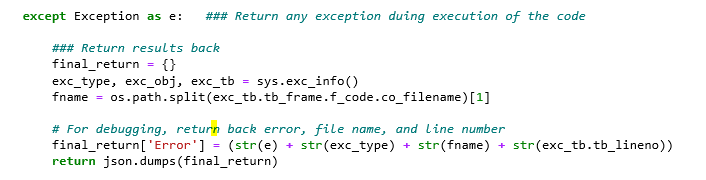 except Exception as e:   ### Return any exception duing execution of the code
### Return results back
final_return = {}
exc_type, exc_obj, exc_tb = sys.exc_info()
fname = os.path.split(exc_tb.tb_frame.f_code.co_filename)[1]
# For debugging, return back error, file name, and line number
final_return['Error'] = (str(e) + str(exc_type) + str(fname) + str(exc_tb.tb_lineno))
return json.dumps(final_return)